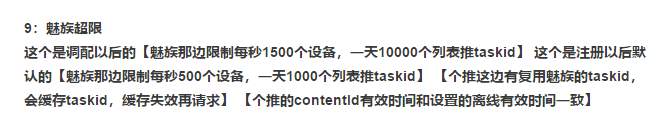 9：魅族超限
这个是调配以后的【魅族那边限制每秒1500个设备，一天10000个列表推taskid】 这个是注册以后默
认的【魅族那边限制每秒500个设备，一天1000个列表推taskid】 【个推这边有复用魅族的taskid，
会缓存taskid，缓存失效再请求】 【个推的contentId有效时间和设置的离线有效时间一致】